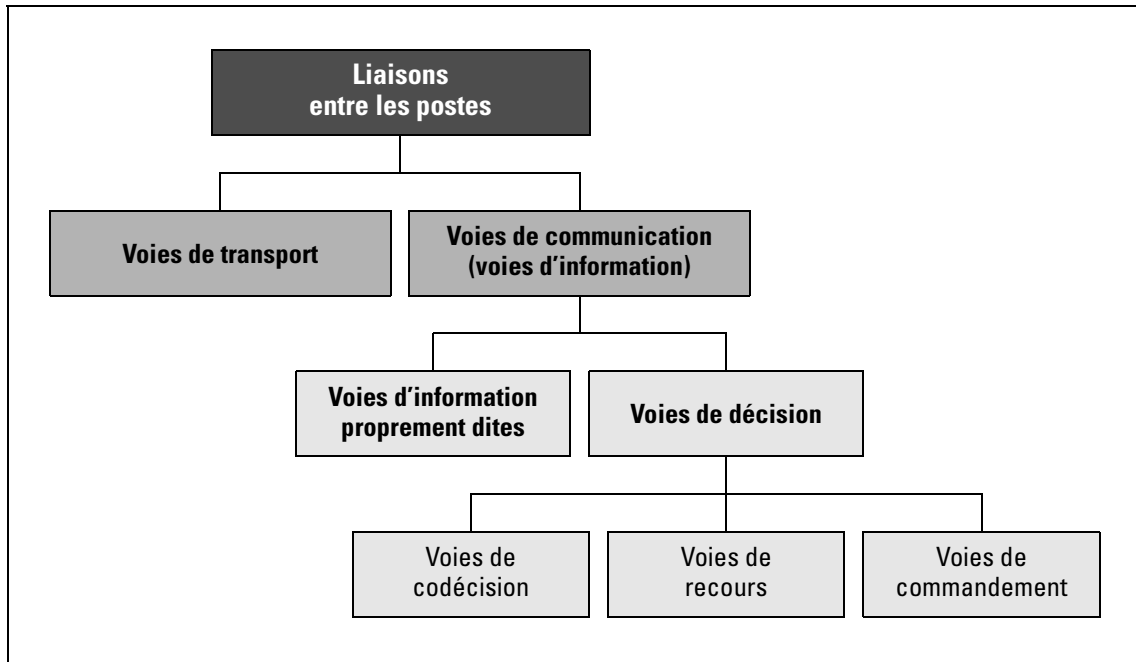 Liaisons
entre les postes
Voies de transport
Voies de communication
(voies d’information)
Voies d’information
proprement dites
Voies de décision
Voies de
codécision
Voies de
recours
Voies de
commandement